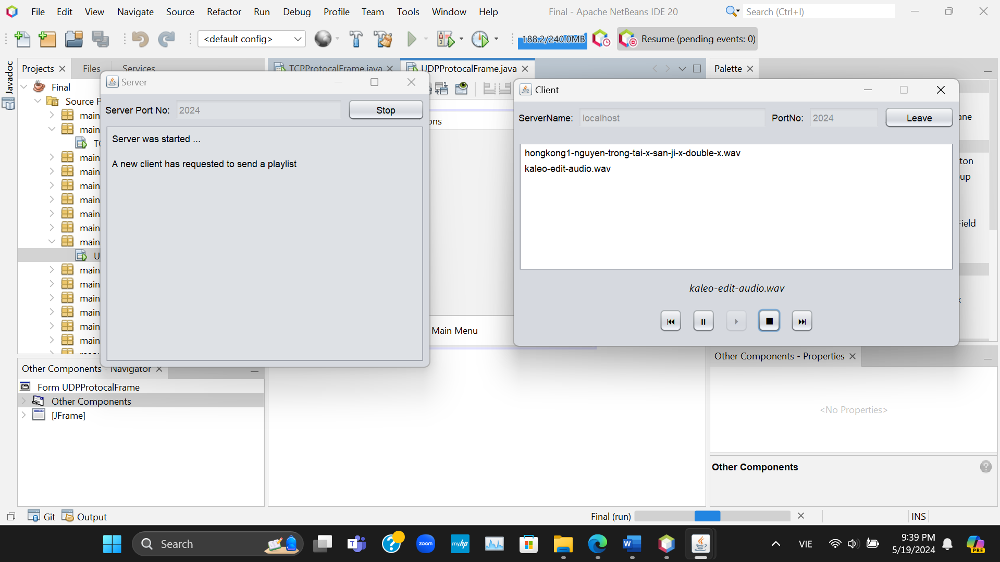 File Edit View Navigate Source Refactor Run Debug Profile Team Tools Window Help
Final - Apache NetBeans IDE 20
Search (Ctrl+I)
<default config>
188.2/240.0MB
Resume (pending events: 0)
Javadoc
Projects Files Services
TCPProtocalFrame.java
UDPProtocalFrame.java
Palette
Final
Source P
main
main
TC
main
main
main
main
main
main
main
U
main
main
main
main
main
main
Server
Server Port No: 2024 Stop
Server was started ...
A new client has requested to send a playlist
ons
Main Menu
Client
ServerName: localhost PortNo: 2024 Leave
hongkong1-nguyen-trong-tai-x-san-ji-x-double-x.wav
kaleo-edit-audio.wav
kaleo-edit-audio.wav
ane
ton
up
Field
x
Other Components - Navigator
Form UDPProtocalFrame
Other Components
[JFrame]
Other Components - Properties
<No Properties>
Other Components
Git Output
Final (run)
INS
Search
zoom
myhp
W
VIE
9:39 PM
5/19/2024
PRE